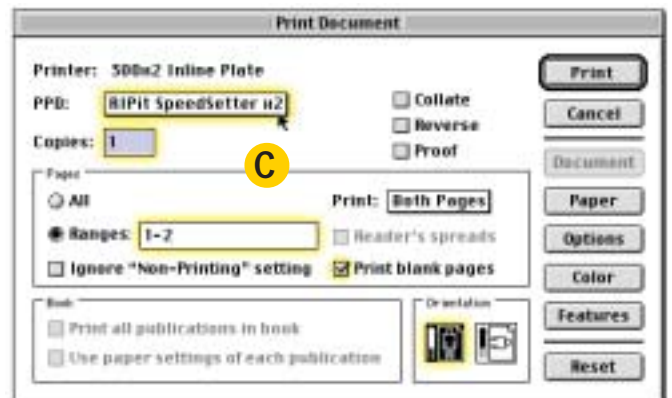 Print Document
Printer: 300x2 Inline Plate
Print
PPD: RIPit SpeedSetter x2
Collate
Cancel
Reverse
Copies: 1
Proof
C
Document
Pages
All
Print: Both Pages
Paper
Ranges: 1-2
Reader's spreads
Options
Ignore "Non-Printing" setting
Print blank pages
Color
Book
Orientation
Features
Print all publications in book
Use paper settings of each publication
Reset